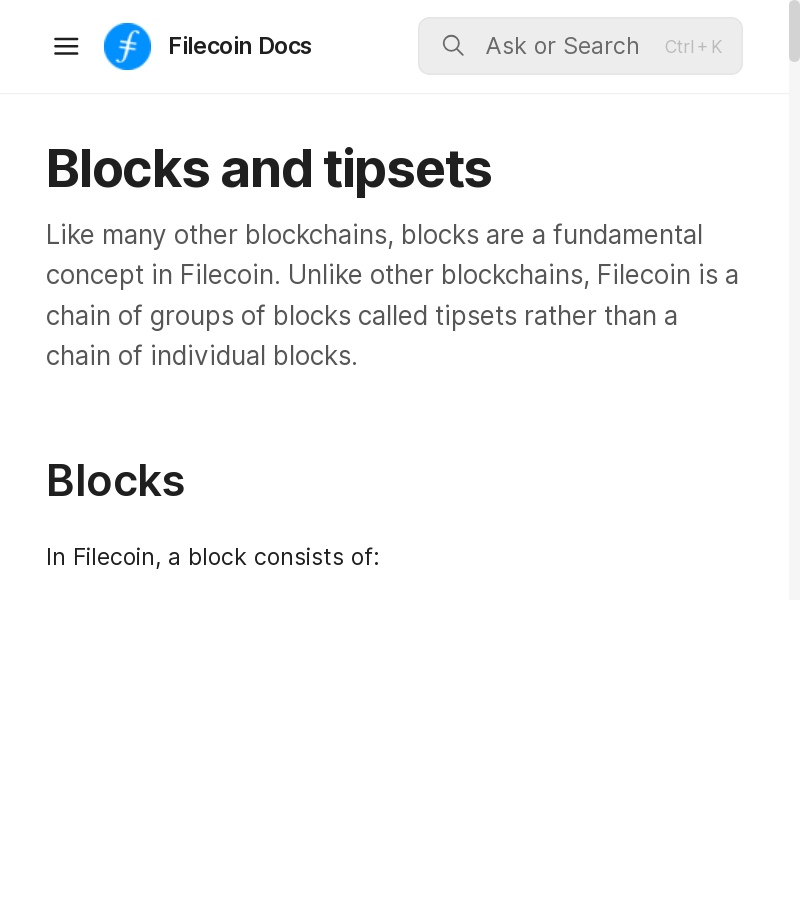 Filecoin Docs
Ask or Search
Ctrl + K
Blocks and tipsets
Like many other blockchains, blocks are a fundamental
concept in Filecoin. Unlike other blockchains, Filecoin is a
chain of groups of blocks called tipsets rather than a
chain of individual blocks.
Blocks
In Filecoin, a block consists of: